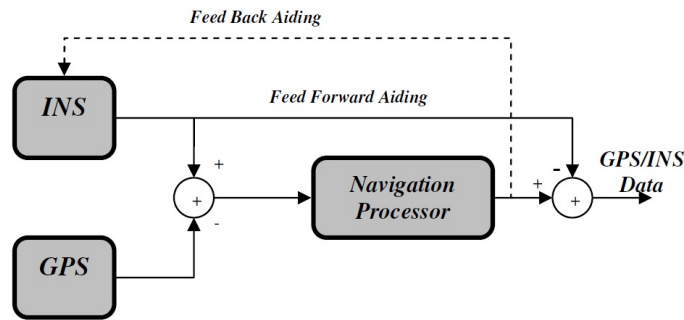 Feed Back Aiding
INS
Feed Forward Aiding
+
-
GPS/INS
Data
Navigation
Processor
+
+
+
-
GPS